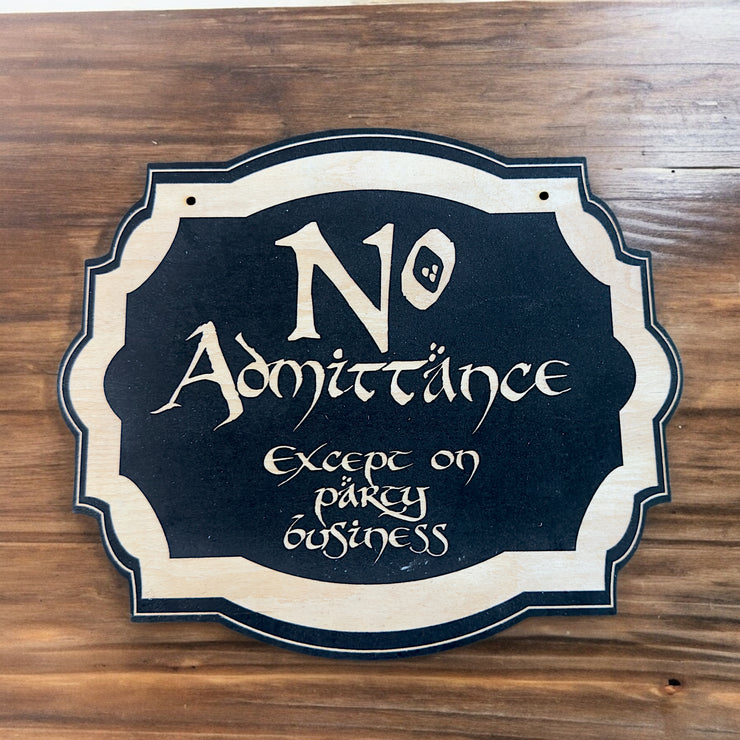 No
Admittance
Except on
party
business